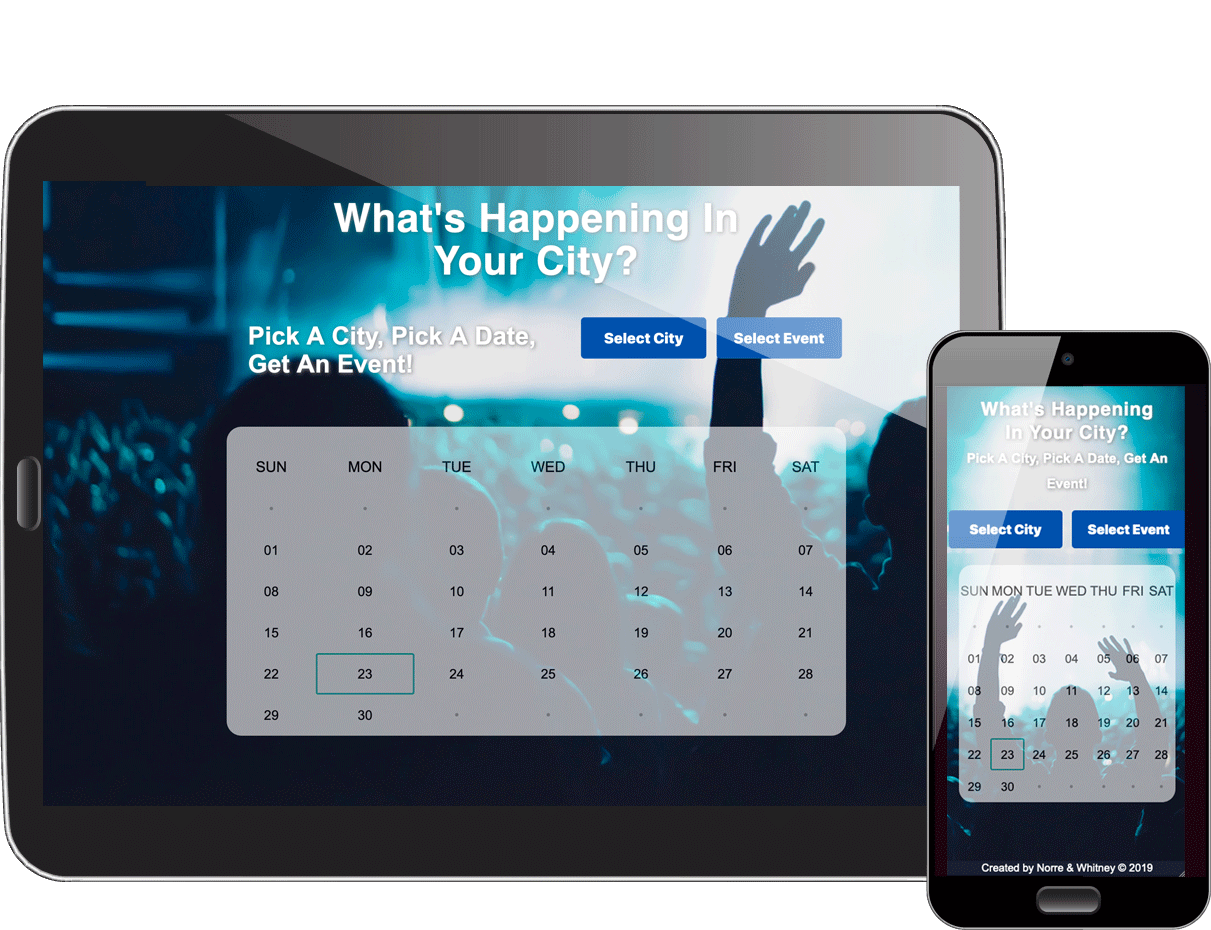 What's Happening In
Your City?
Pick A City, Pick A Date,
Get An Event!
Select City Select Event
SUN MON TUE WED THU FRI SAT
01 02 03 04 05 06 07
08 09 10 11 12 13 14
15 16 17 18 19 20 21
22 23 24 25 26 27 28
29 30
What's Happening
In Your City?
Pick A City, Pick A Date, Get An
Event!
Select City Select Event
SUN MON TUE WED THU FRI SAT
01 02 03 04 05 06 07
08 09 10 11 12 13 14
15 16 17 18 19 20 21
22 23 24 25 26 27 28
29 30
Created by Norre & Whitney © 2019